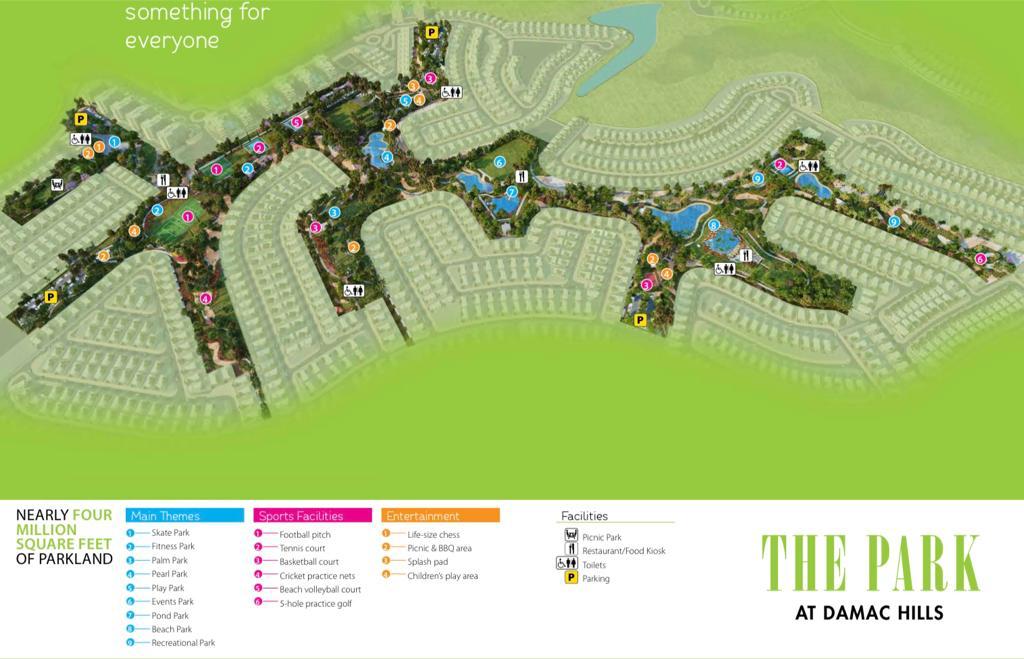 something for
everyone
P
P
P
P
NEARLY FOUR
MILLION
SQUARE FEET
OF PARKLAND
Main Themes
1 Skate Park
2 Fitness Park
3 Palm Park
4 Pearl Park
5 Play Park
6 Events Park
7 Pond Park
8 Beach Park
9 Recreational Park
Sports Facilities
1 Football pitch
2 Tennis court
3 Basketball court
4 Cricket practice nets
5 Beach volleyball court
6 5-hole practice golf
Entertainment
1 Life-size chess
2 Picnic & BBQ area
3 Splash pad
4 Children's play area
Facilities
Picnic Park
Restaurant/Food Kiosk
Toilets
P Parking
THE PARK
AT DAMAC HILLS